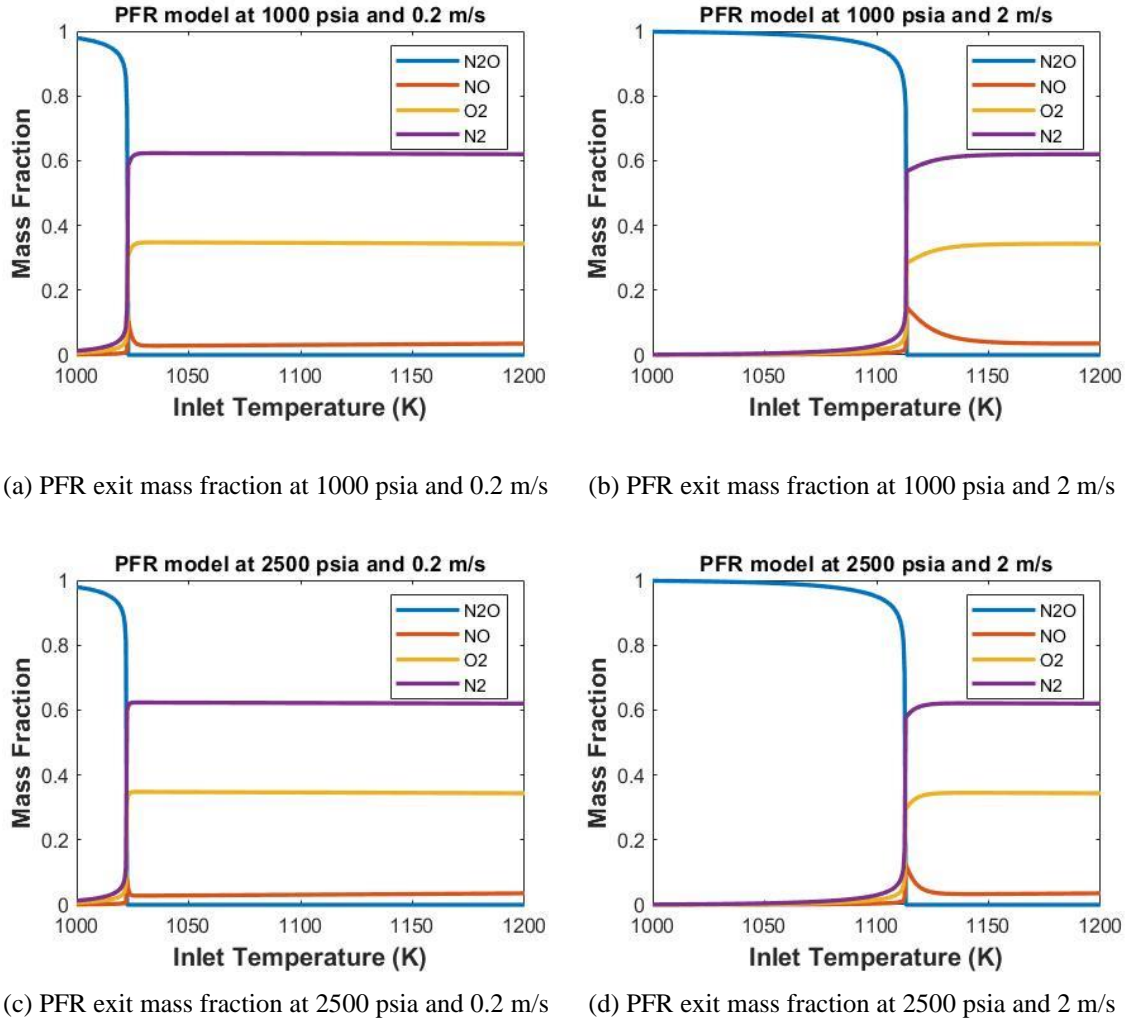 PFR model at 1000 psia and 0.2 m/s
1
0.8
0.6
0.4
0.2
0
Mass Fraction
N2O
NO
O2
N2
1000 1050 1100 1150 1200
Inlet Temperature (K)
PFR model at 1000 psia and 2 m/s
1
0.8
0.6
0.4
0.2
0
Mass Fraction
N2O
NO
O2
N2
1000 1050 1100 1150 1200
Inlet Temperature (K)
(a) PFR exit mass fraction at 1000 psia and 0.2 m/s
(b) PFR exit mass fraction at 1000 psia and 2 m/s
PFR model at 2500 psia and 0.2 m/s
1
0.8
0.6
0.4
0.2
0
Mass Fraction
N2O
NO
O2
N2
1000 1050 1100 1150 1200
Inlet Temperature (K)
PFR model at 2500 psia and 2 m/s
1
0.8
0.6
0.4
0.2
0
Mass Fraction
N2O
NO
O2
N2
1000 1050 1100 1150 1200
Inlet Temperature (K)
(c) PFR exit mass fraction at 2500 psia and 0.2 m/s
(d) PFR exit mass fraction at 2500 psia and 2 m/s